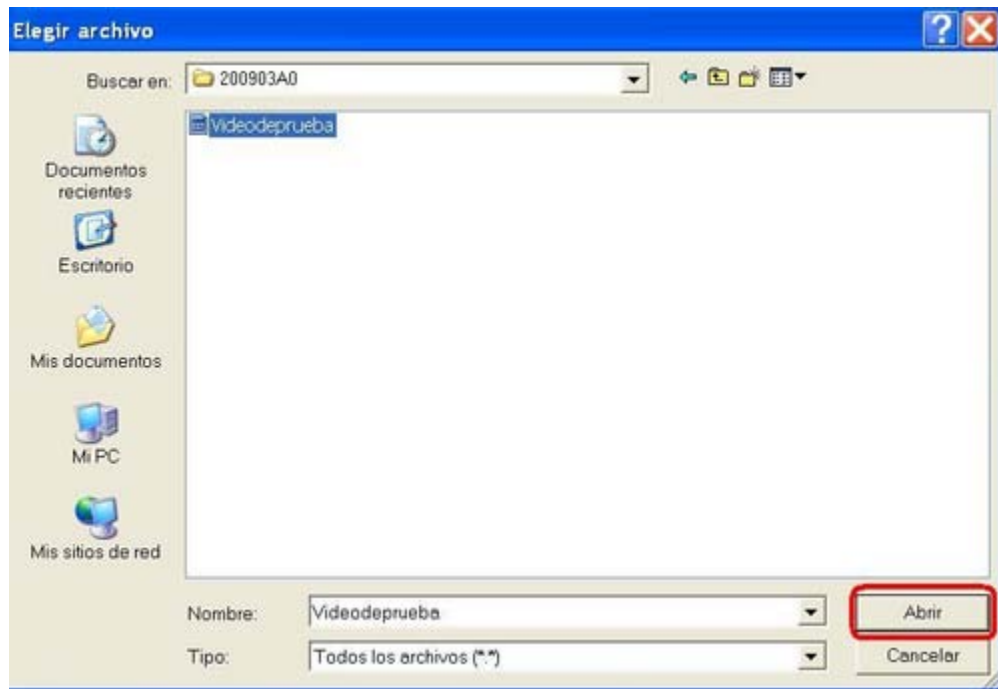 Elegir archivo
Buscar en: 200903A0
Videodeprueba
Documentos
recientes
Escritorio
Mis documentos
Mi PC
Mis sitios de red
Nombre: Videodeprueba Abrir
Tipo: Todos los archivos (*.*) Cancelar